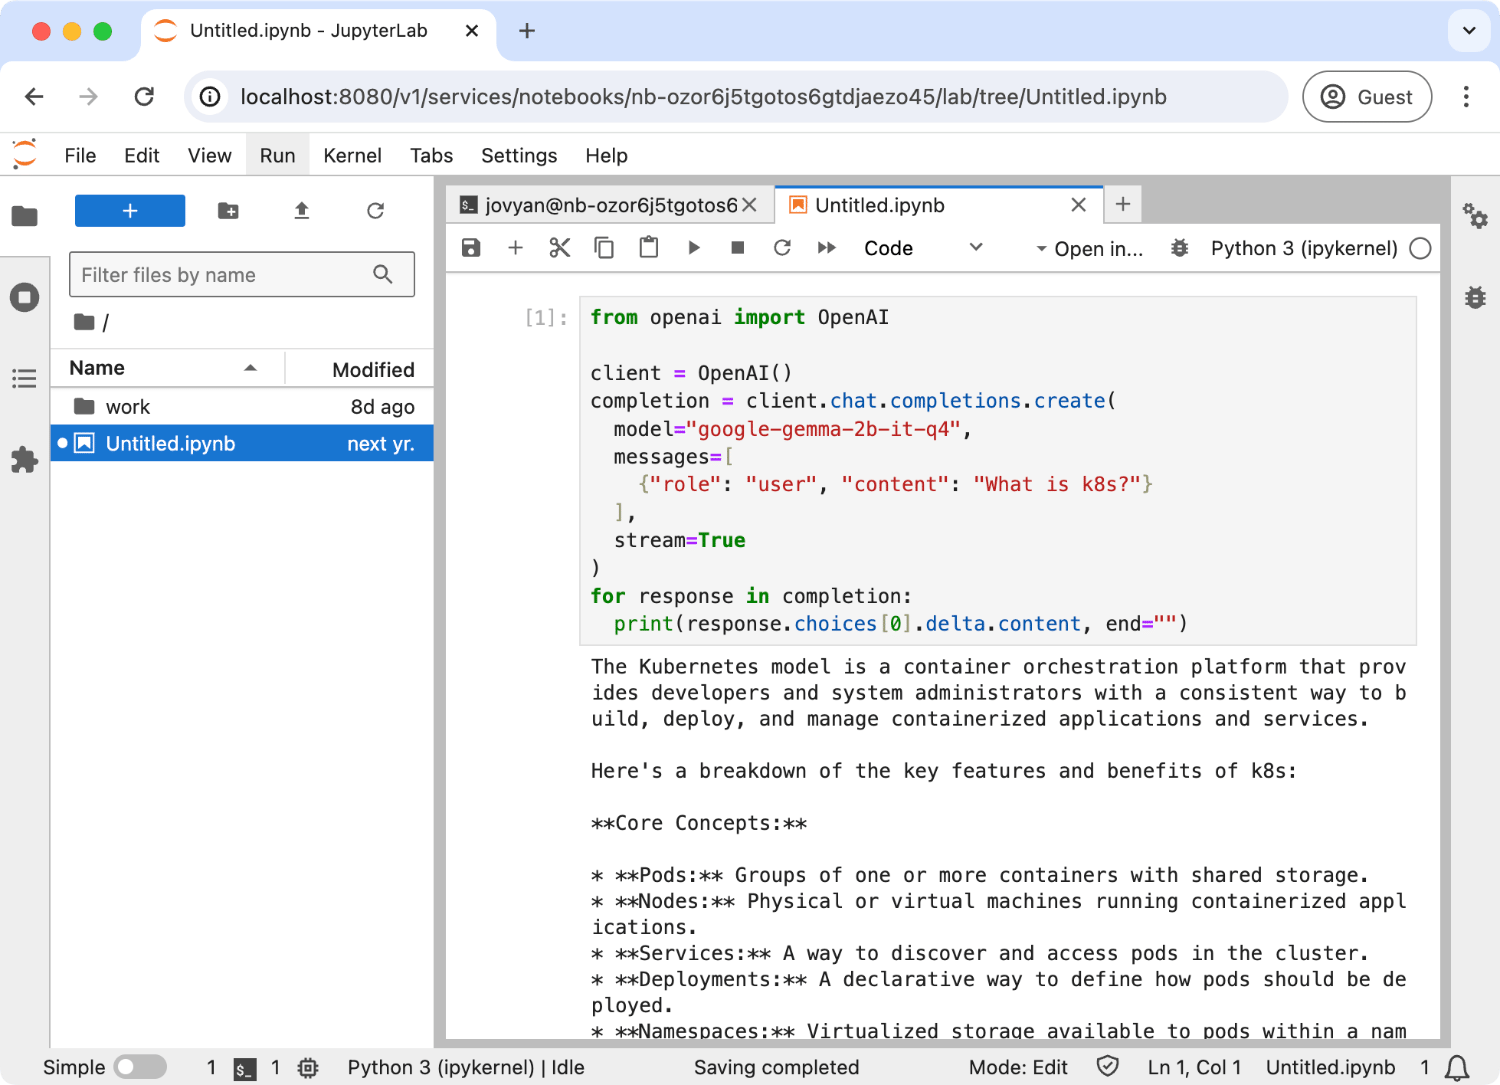 Untitled.ipynb - JupyterLab
localhost:8080/v1/services/notebooks/nb-ozor6j5tgotos6gtdjaezo45/lab/tree/Untitled.ipynb
Guest
File Edit View Run Kernel Tabs Settings Help
jovyan@nb-ozor6j5tgotos6
Untitled.ipynb
Code
Open in...
Python 3 (ipykernel)
Filter files by name
/
Name Modified
work 8d ago
Untitled.ipynb next yr.
[1]:
from openai import OpenAI
client = OpenAI()
completion = client.chat.completions.create(
  model="google-gemma-2b-it-q4",
  messages=[
    {"role": "user", "content": "What is k8s?"}
  ],
  stream=True
)
for response in completion:
  print(response.choices[0].delta.content, end="")
The Kubernetes model is a container orchestration platform that prov
ides developers and system administrators with a consistent way to b
uild, deploy, and manage containerized applications and services.
Here's a breakdown of the key features and benefits of k8s:
**Core Concepts:**
* **Pods:** Groups of one or more containers with shared storage.
* **Nodes:** Physical or virtual machines running containerized appl
ications.
* **Services:** A way to discover and access pods in the cluster.
* **Deployments:** A declarative way to define how pods should be de
ployed.
* **Namespaces:** Virtualized storage available to pods within a nam
Simple 1 $_ 1 Python 3 (ipykernel) | Idle Saving completed Mode: Edit Ln 1, Col 1 Untitled.ipynb 1